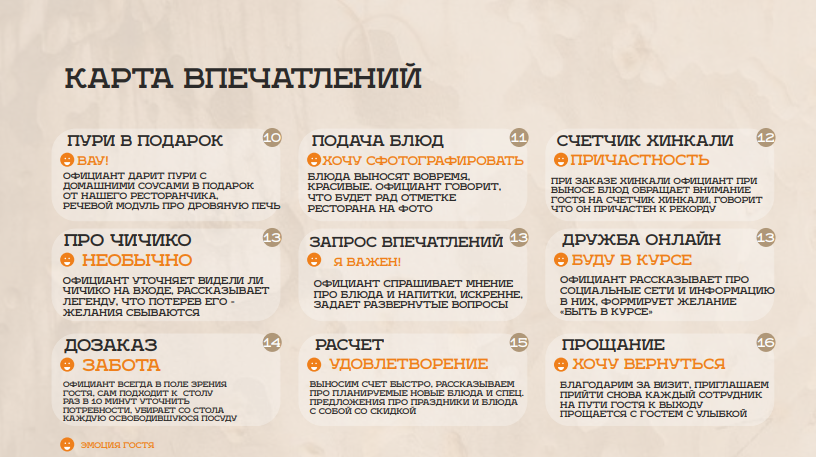 КАРТА ВПЕЧАТЛЕНИЙ
ПУРИ В ПОДАРОК
10
ВАУ!
ОФИЦИАНТ ДАРИТ ПУРИ С
ДОМАШНИМИ СОУСАМИ В ПОДАРОК
ОТ НАШЕГО РЕСТОРАНЧИКА,
РЕЧЕВОЙ МОДУЛЬ ПРО ДРОВЯНУЮ ПЕЧЬ
ПОДАЧА БЛЮД
11
ХОЧУ СФОТОГРАФИРОВАТЬ
БЛЮДА ВЫНОСЯТ ВОВРЕМЯ,
КРАСИВЫЕ. ОФИЦИАНТ ГОВОРИТ,
ЧТО БУДЕТ РАД ОТМЕТКЕ
РЕСТОРАНА НА ФОТО
СЧЕТЧИК ХИНКАЛИ
12
ПРИЧАСТНОСТЬ
ПРИ ЗАКАЗЕ ХИНКАЛИ ОФИЦИАНТ ПРИ
ВЫНОСЕ БЛЮД ОБРАЩАЕТ ВНИМАНИЕ
ГОСТЯ НА СЧЕТЧИК ХИНКАЛИ, ГОВОРИТ
ЧТО ОН ПРИЧАСТЕН К РЕКОРДУ
ПРО ЧИЧИКО
13
НЕОБЫЧНО
ОФИЦИАНТ УТОЧНЯЕТ ВИДЕЛИ ЛИ
ЧИЧИКО НА ВХОДЕ, РАССКАЗЫВАЕТ
ЛЕГЕНДУ, ЧТО ПОТЕРЕВ ЕГО -
ЖЕЛАНИЯ СБЫВАЮТСЯ
ЗАПРОС ВПЕЧАТЛЕНИЙ
13
Я ВАЖЕН!
ОФИЦИАНТ СПРАШИВАЕТ МНЕНИЕ
ПРО БЛЮДА И НАПИТКИ, ИСКРЕННЕ,
ЗАДАЕТ РАЗВЕРНУТЫЕ ВОПРОСЫ
ДРУЖБА ОНЛАЙН
13
БУДУ В КУРСЕ
ОФИЦИАНТ РАССКАЗЫВАЕТ ПРО
СОЦИАЛЬНЫЕ СЕТИ И ИНФОРМАЦИЮ
В НИХ, ФОРМИРУЕТ ЖЕЛАНИЕ
«БЫТЬ В КУРСЕ»
ДОЗАКАЗ
14
ЗАБОТА
ОФИЦИАНТ ВСЕГДА В ПОЛЕ ЗРЕНИЯ
ГОСТЯ, САМ ПОДХОДИТ К СТОЛУ
РАЗ В 10 МИНУТ УТОЧНИТЬ
ПОТРЕБНОСТИ, УБИРАЕТ СО СТОЛА
КАЖДУЮ ОСВОБОДИВШУЮСЯ ПОСУДУ
РАСЧЕТ
15
УДОВЛЕТВОРЕНИЕ
ВЫНОСИМ СЧЕТ БЫСТРО, РАССКАЗЫВАЕМ
ПРО ПЛАНИРУЕМЫЕ НОВЫЕ БЛЮДА И СПЕЦ.
ПРЕДЛОЖЕНИЯ ПРО ПРАЗДНИКИ И БЛЮДА
С СОБОЙ СО СКИДКОЙ
ПРОЩАНИЕ
16
ХОЧУ ВЕРНУТЬСЯ
БЛАГОДАРИМ ЗА ВИЗИТ, ПРИГЛАШАЕМ
ПРИЙТИ СНОВА КАЖДЫЙ СОТРУДНИК
НА ПУТИ ГОСТЯ К ВЫХОДУ
ПРОЩАЕТСЯ С ГОСТЕМ С УЛЫБКОЙ
ЭМОЦИЯ ГОСТЯ